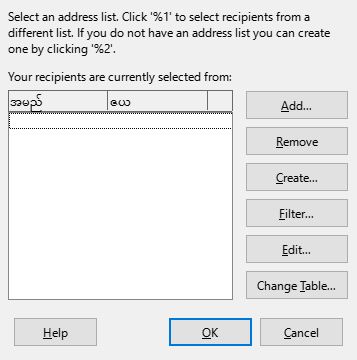 Select an address list. Click '%1' to select recipients from a
different list. If you do not have an address list you can create
one by clicking '%2'.
Your recipients are currently selected from:
အမည် ဇယ
Add...
Remove
Create...
Filter...
Edit...
Change Table...
Help OK Cancel